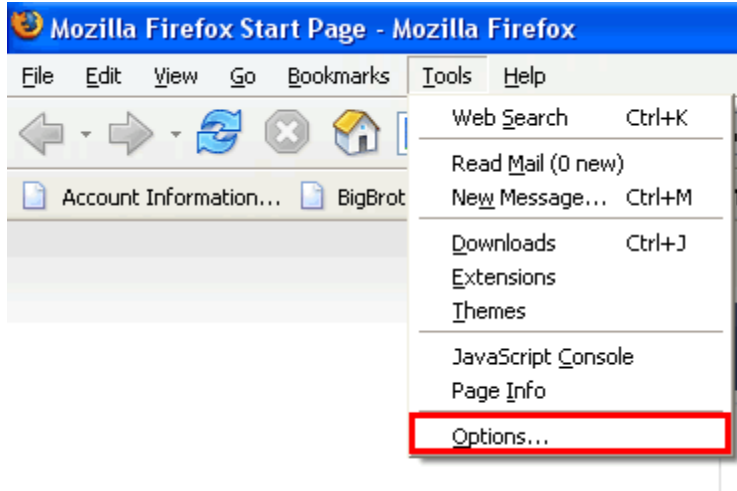 Mozilla Firefox Start Page - Mozilla Firefox
File Edit View Go Bookmarks Tools Help
Web Search Ctrl+K
Read Mail (0 new)
Account Information... BigBrot
New Message... Ctrl+M
Downloads Ctrl+J
Extensions
Themes
JavaScript Console
Page Info
Options...